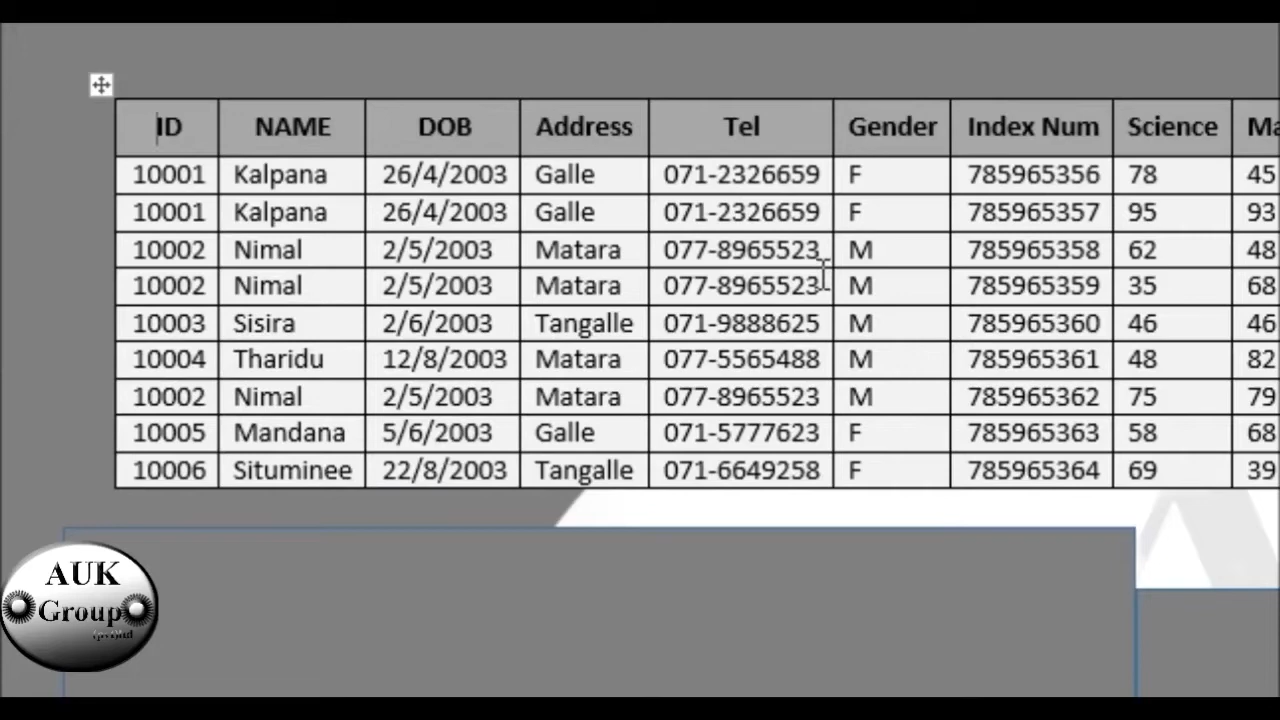 ID NAME DOB Address Tel Gender Index Num Science Ma
10001 Kalpana 26/4/2003 Galle 071-2326659 F 785965356 78 45
10001 Kalpana 26/4/2003 Galle 071-2326659 F 785965357 95 93
10002 Nimal 2/5/2003 Matara 077-8965523 M 785965358 62 48
10002 Nimal 2/5/2003 Matara 077-8965523 M 785965359 35 68
10003 Sisira 2/6/2003 Tangalle 071-9888625 M 785965360 46 46
10004 Tharidu 12/8/2003 Matara 077-5565488 M 785965361 48 82
10002 Nimal 2/5/2003 Matara 077-8965523 M 785965362 75 79
10005 Mandana 5/6/2003 Galle 071-5777623 F 785965363 58 68
10006 Situminee 22/8/2003 Tangalle 071-6649258 F 785965364 69 39
AUK
Group
(pvt)ltd